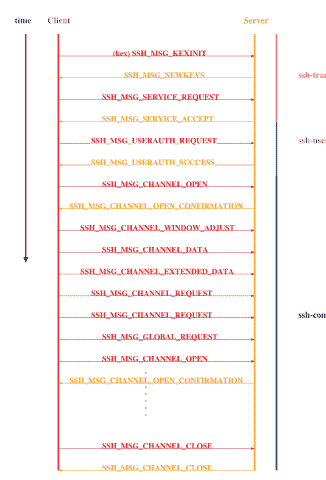 time Client Server
(kex) SSH_MSG_KEXINIT
SSH_MSG_NEWKEYS
ssh-tra
SSH_MSG_SERVICE_REQUEST
SSH_MSG_SERVICE_ACCEPT
SSH_MSG_USERAUTH_REQUEST
ssh-use
SSH_MSG_USERAUTH_SUCCESS
SSH_MSG_CHANNEL_OPEN
SSH_MSG_CHANNEL_OPEN_CONFIRMATION
SSH_MSG_CHANNEL_WINDOW_ADJUST
SSH_MSG_CHANNEL_DATA
SSH_MSG_CHANNEL_EXTENDED_DATA
SSH_MSG_CHANNEL_REQUEST
SSH_MSG_CHANNEL_REQUEST
ssh-con
SSH_MSG_GLOBAL_REQUEST
SSH_MSG_CHANNEL_OPEN
SSH_MSG_CHANNEL_OPEN_CONFIRMATION
SSH_MSG_CHANNEL_CLOSE
SSH_MSG_CHANNEL_CLOSE